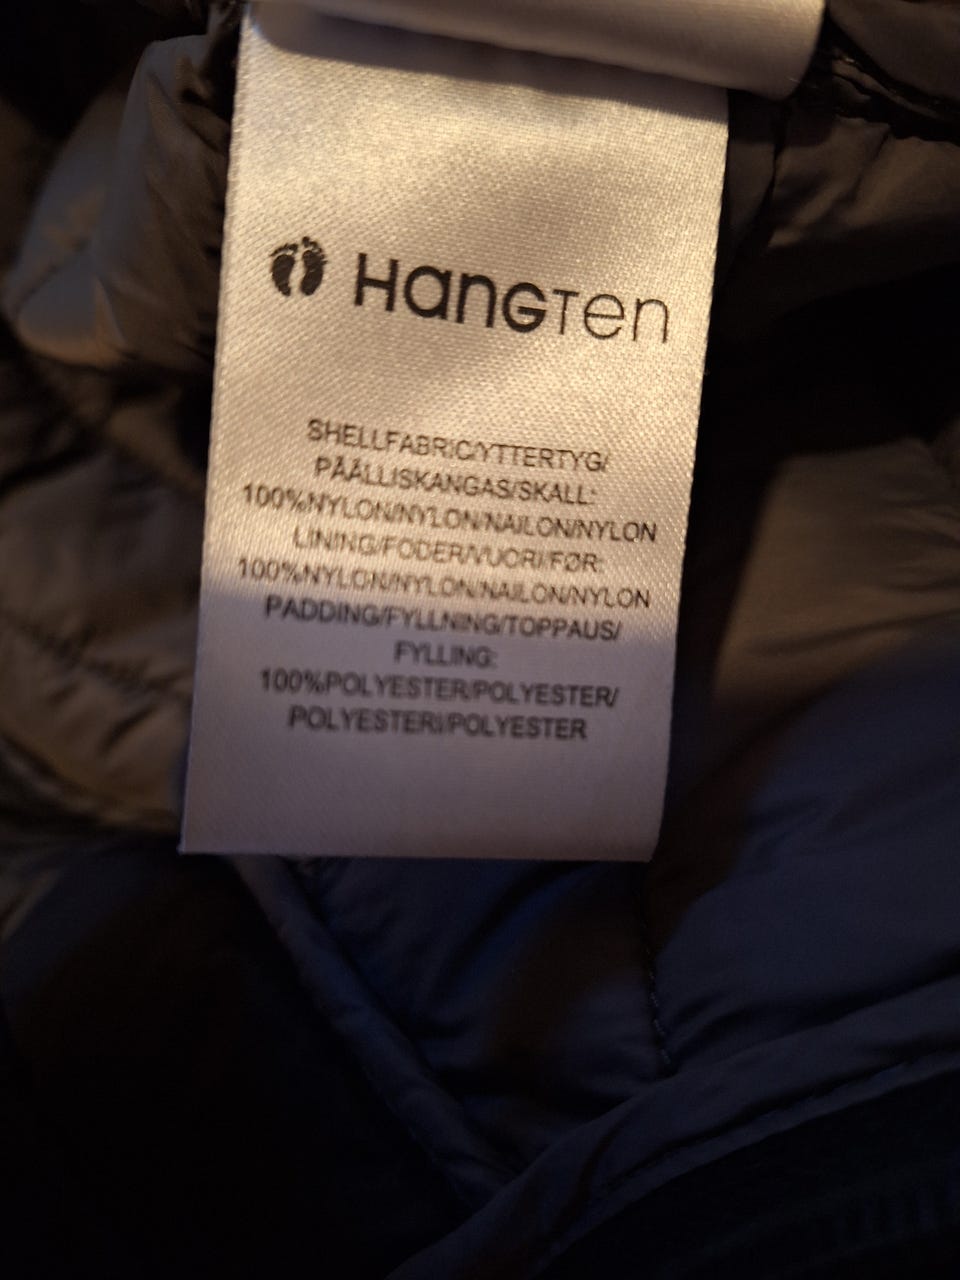 HANGTEN
SHELLFABRIC/YTTERTYG/
PÄÄLLISKANGAS/SKALL:
100%NYLON/NYLON/NAILON/NYLON
LINING/FODER/VUORI/FØR:
100%NYLON/NYLON/NAILON/NYLON
PADDING/FYLLNING/TOPPAUS/
FYLLING:
100%POLYESTER/POLYESTER/
POLYESTERI/POLYESTER